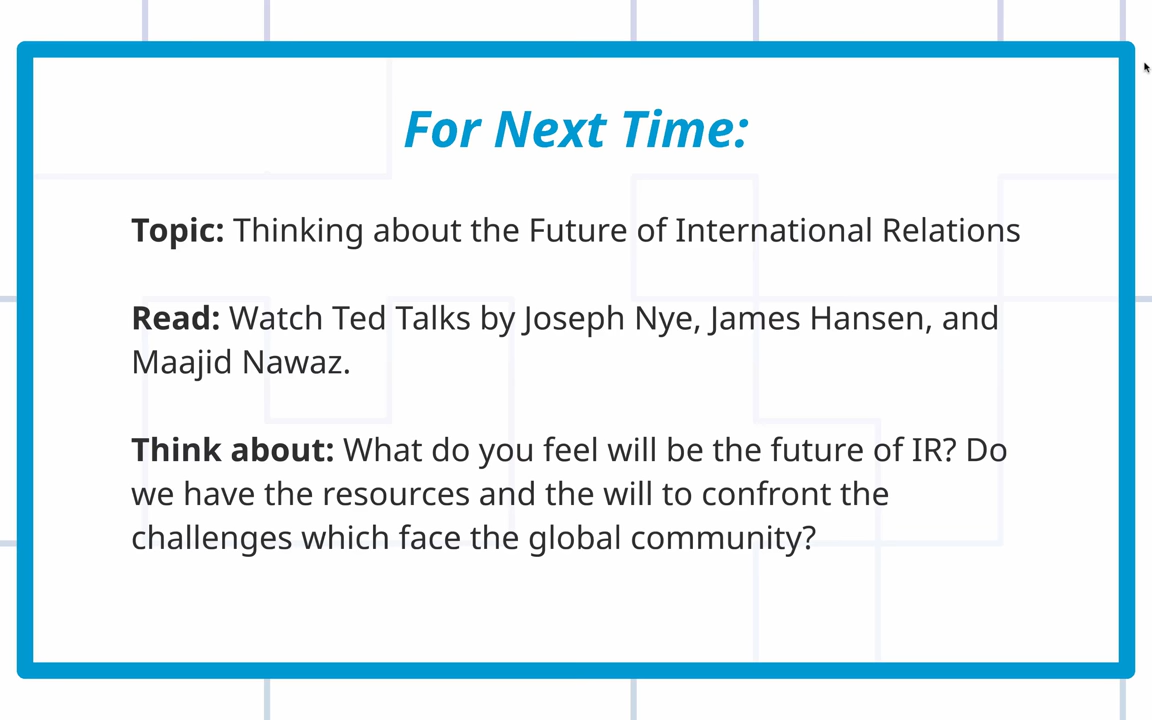 For Next Time:
Topic: Thinking about the Future of International Relations
Read: Watch Ted Talks by Joseph Nye, James Hansen, and
Maajid Nawaz.
Think about: What do you feel will be the future of IR? Do
we have the resources and the will to confront the
challenges which face the global community?